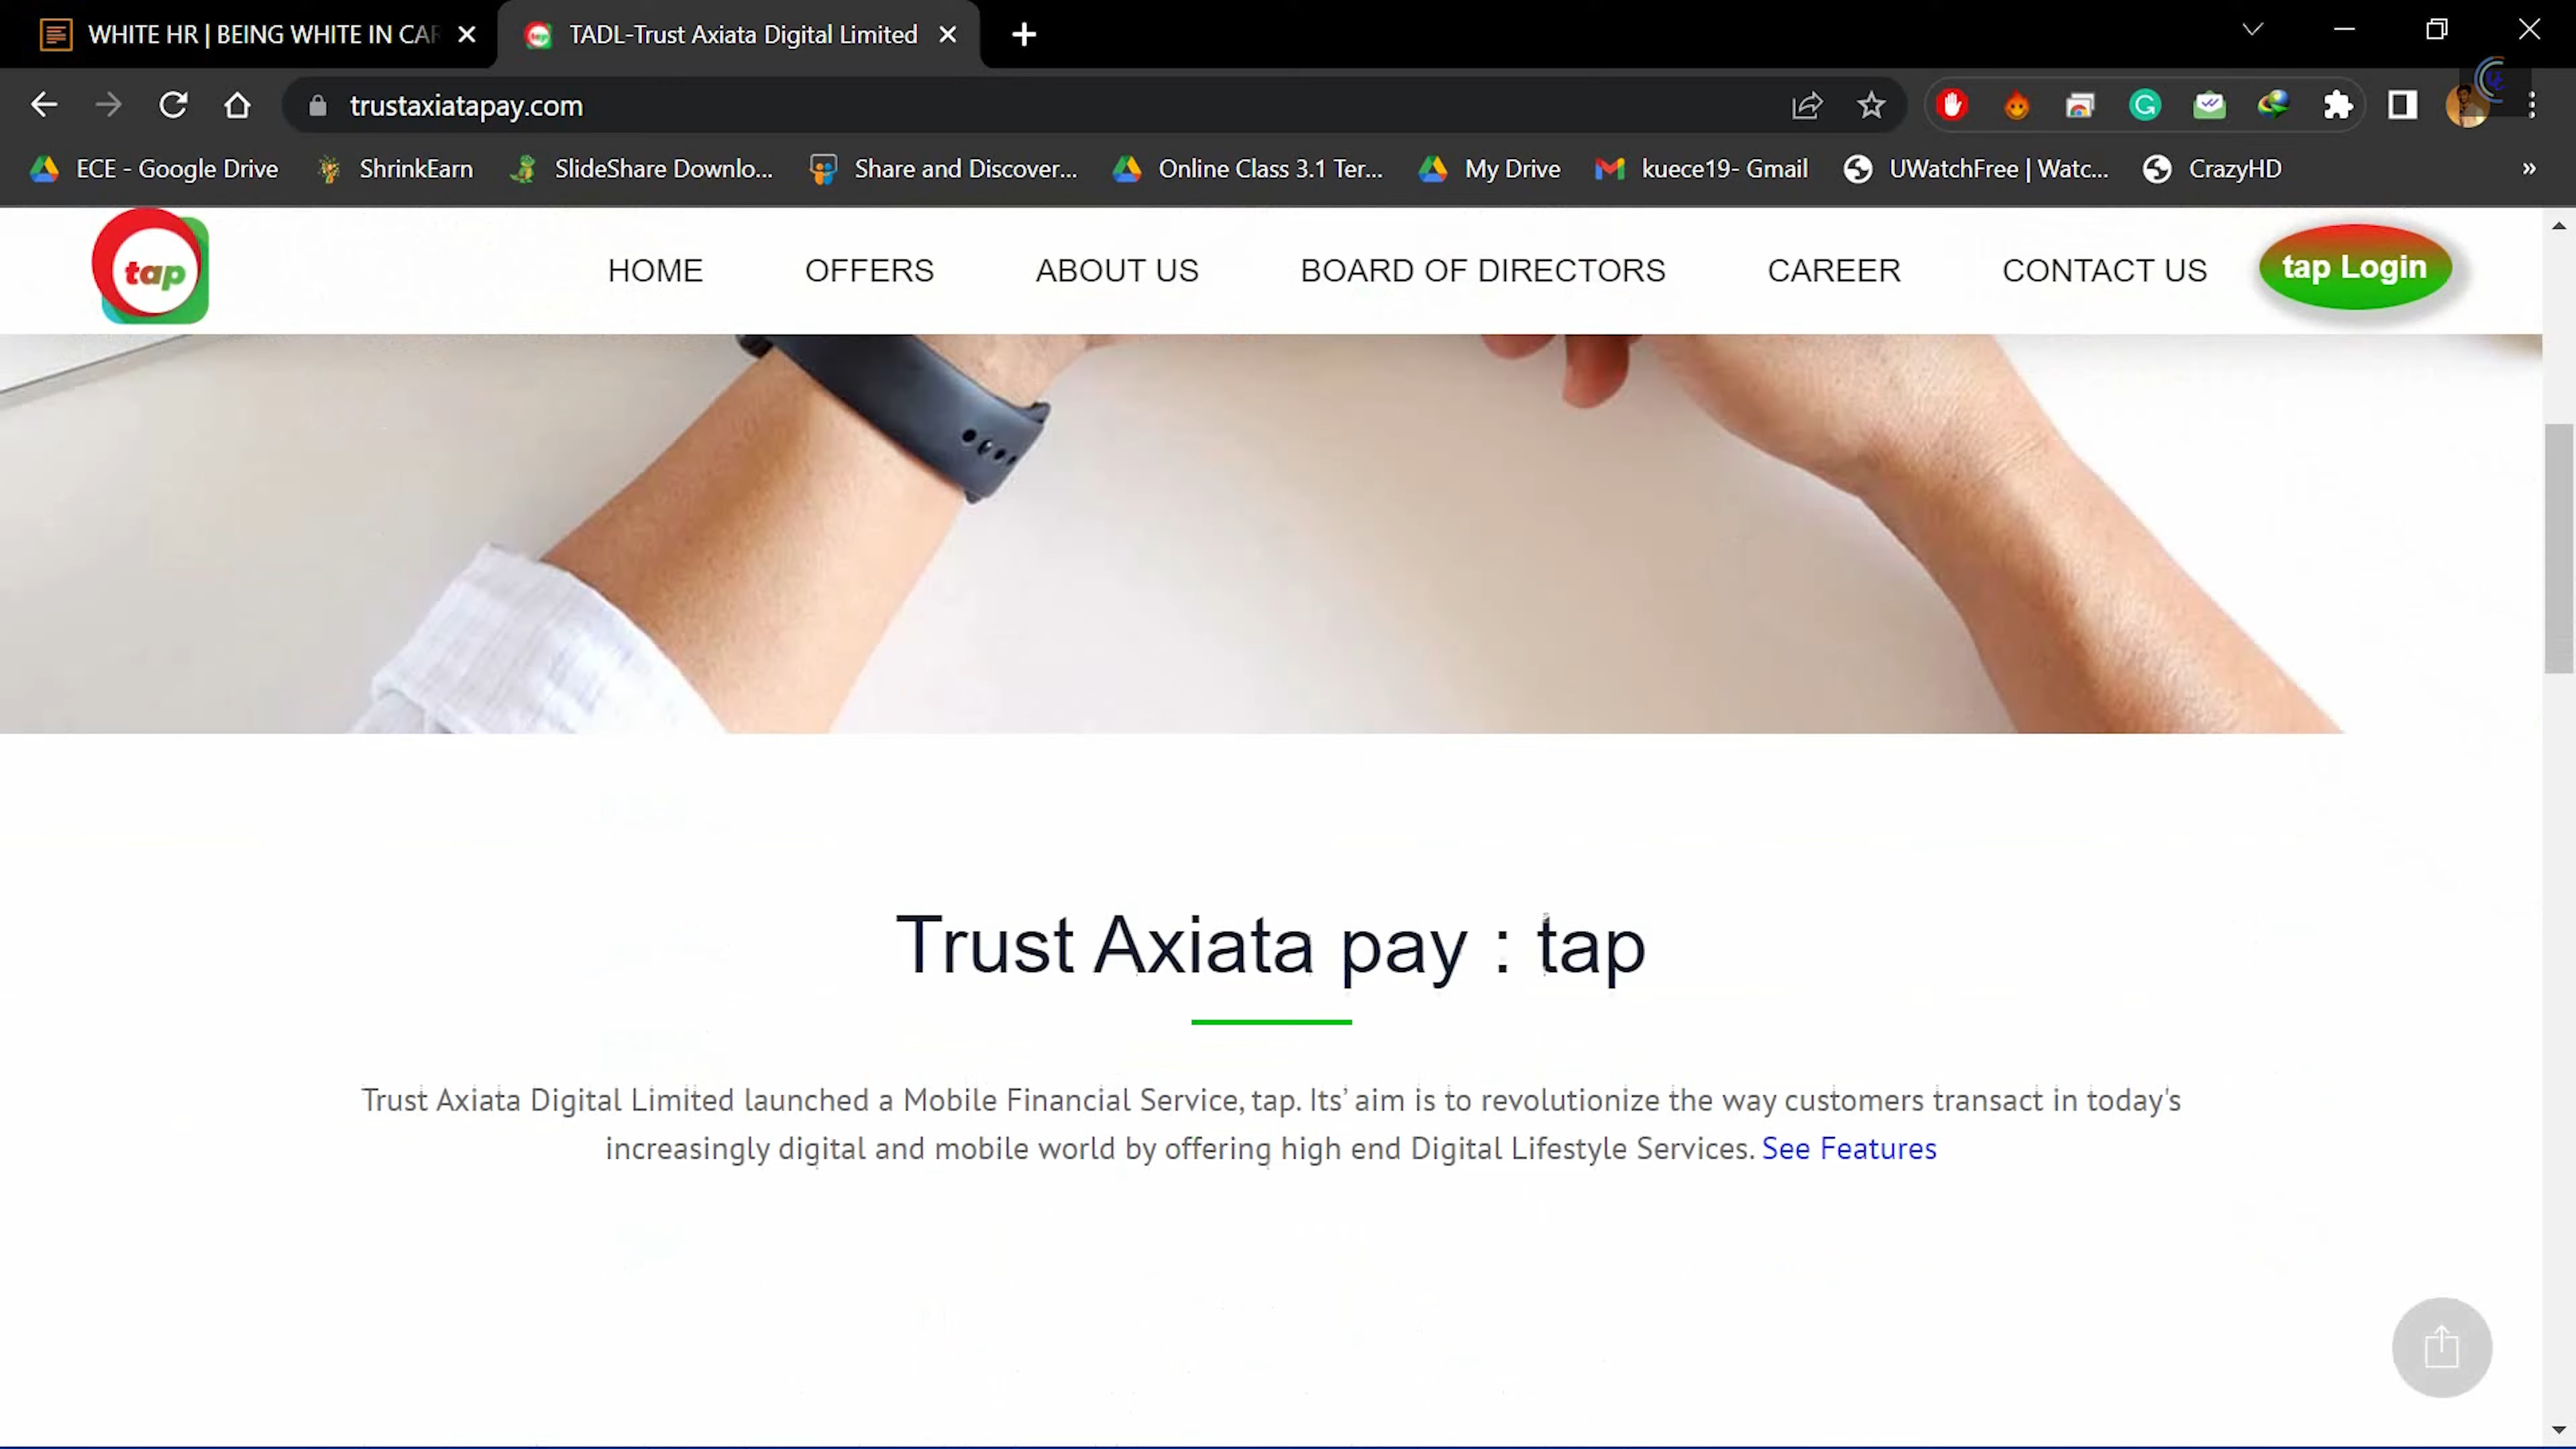 WHITE HR | BEING WHITE IN CAR
TADL-Trust Axiata Digital Limited
trustaxiatapay.com
ECE - Google Drive
ShrinkEarn
SlideShare Downlo...
Share and Discover...
Online Class 3.1 Ter...
My Drive
kuece19- Gmail
UWatchFree | Watc...
CrazyHD
tap
HOME
OFFERS
ABOUT US
BOARD OF DIRECTORS
CAREER
CONTACT US
tap Login
Trust Axiata pay : tap
Trust Axiata Digital Limited launched a Mobile Financial Service, tap. Its’ aim is to revolutionize the way customers transact in today's
increasingly digital and mobile world by offering high end Digital Lifestyle Services. See Features